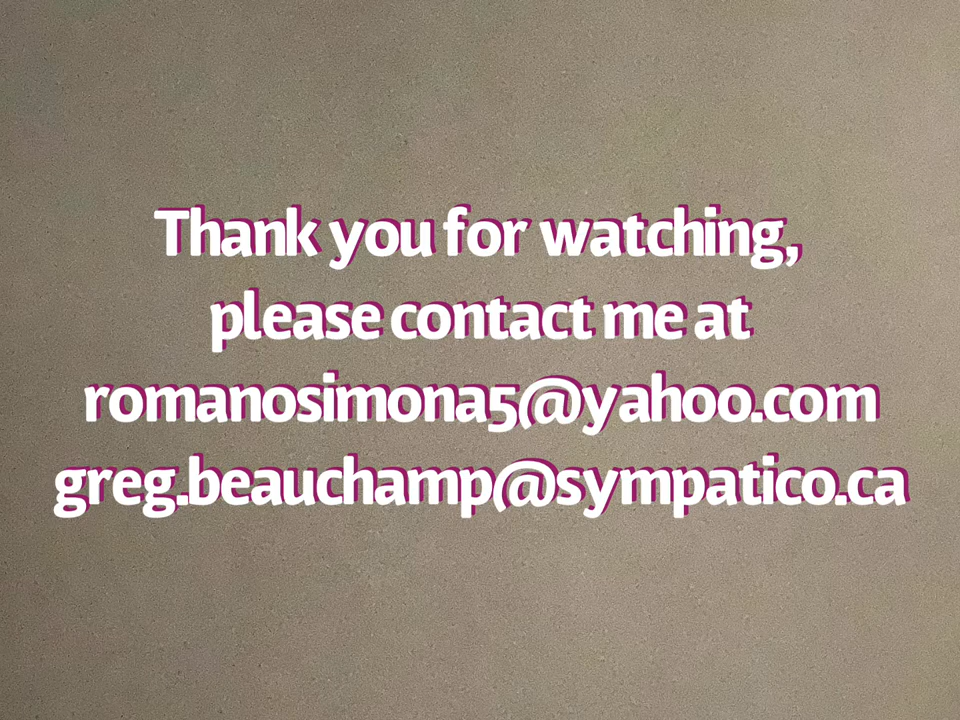 Thank you for watching,
please contact me at
romanosimona5@yahoo.com
greg.beauchamp@sympatico.ca